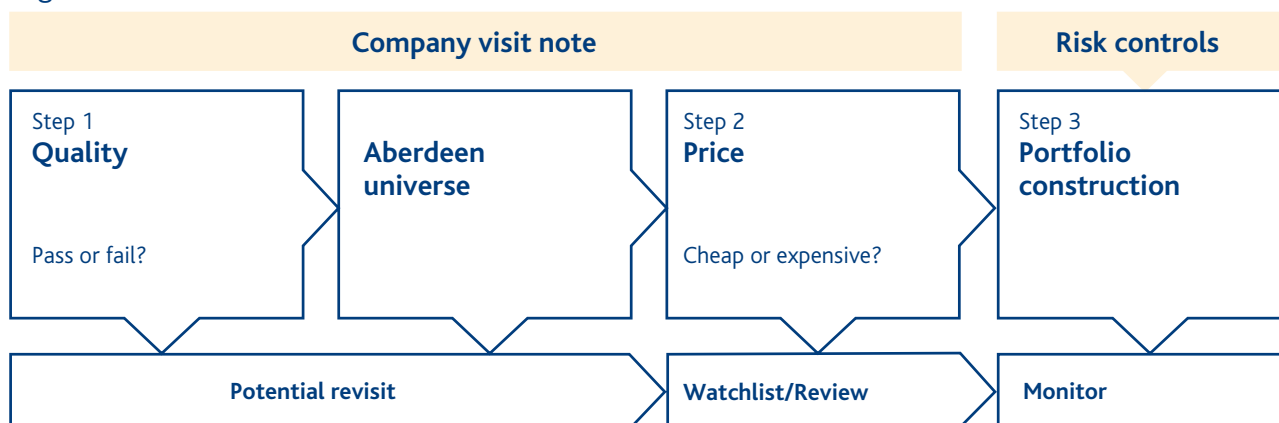 Company visit note
Risk controls
Step 1
Quality
Pass or fail?
Aberdeen
universe
Step 2
Price
Cheap or expensive?
Step 3
Portfolio
construction
Potential revisit
Watchlist/Review
Monitor